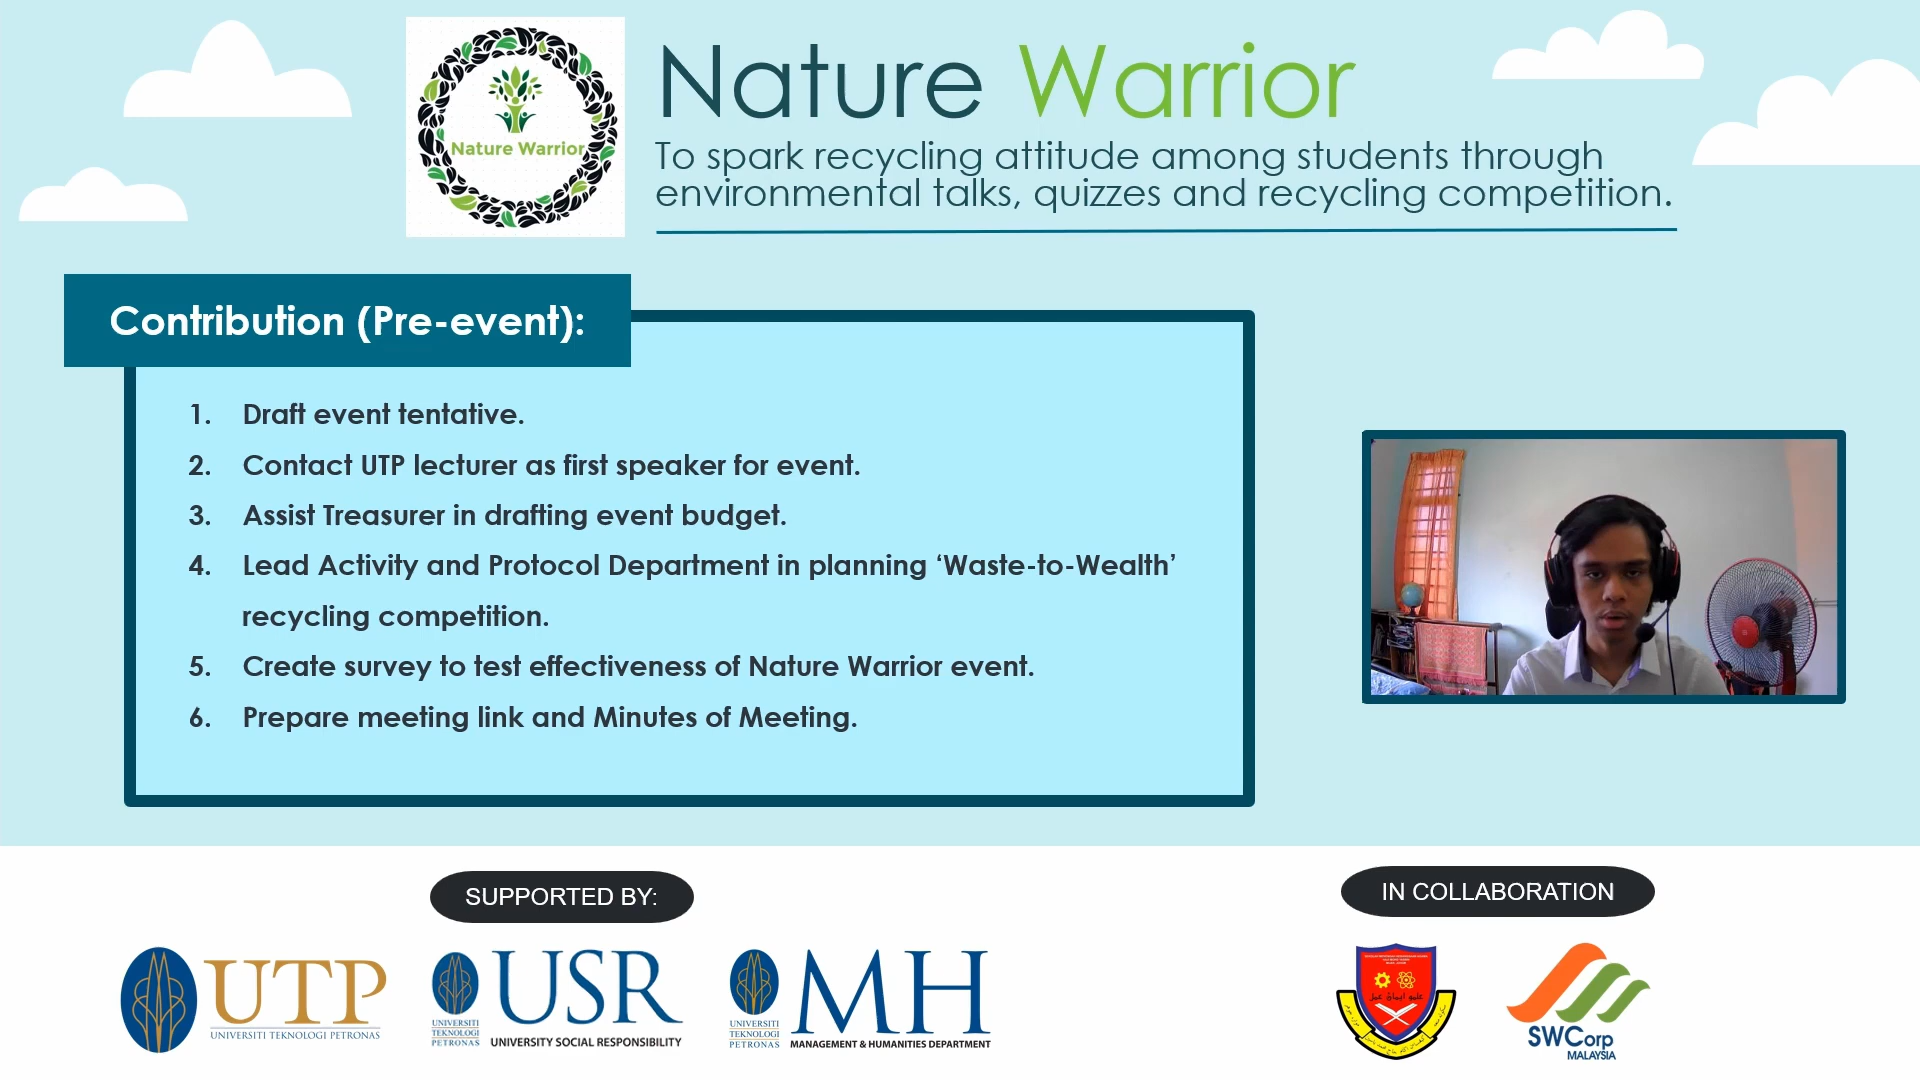 Nature Warrior
Nature Warrior
To spark recycling attitude among students through
environmental talks, quizzes and recycling competition.
Contribution (Pre-event):
1. Draft event tentative.
2. Contact UTP lecturer as first speaker for event.
3. Assist Treasurer in drafting event budget.
4. Lead Activity and Protocol Department in planning ‘Waste-to-Wealth’
recycling competition.
5. Create survey to test effectiveness of Nature Warrior event.
6. Prepare meeting link and Minutes of Meeting.
SUPPORTED BY:
IN COLLABORATION
UTP
UNIVERSITI TEKNOLOGI PETRONAS
USR
UNIVERSITI
TEKNOLOGI
PETRONAS
UNIVERSITY SOCIAL RESPONSIBILITY
MH
UNIVERSITI
TEKNOLOGI
PETRONAS
MANAGEMENT & HUMANITIES DEPARTMENT
SWCorp
MALAYSIA